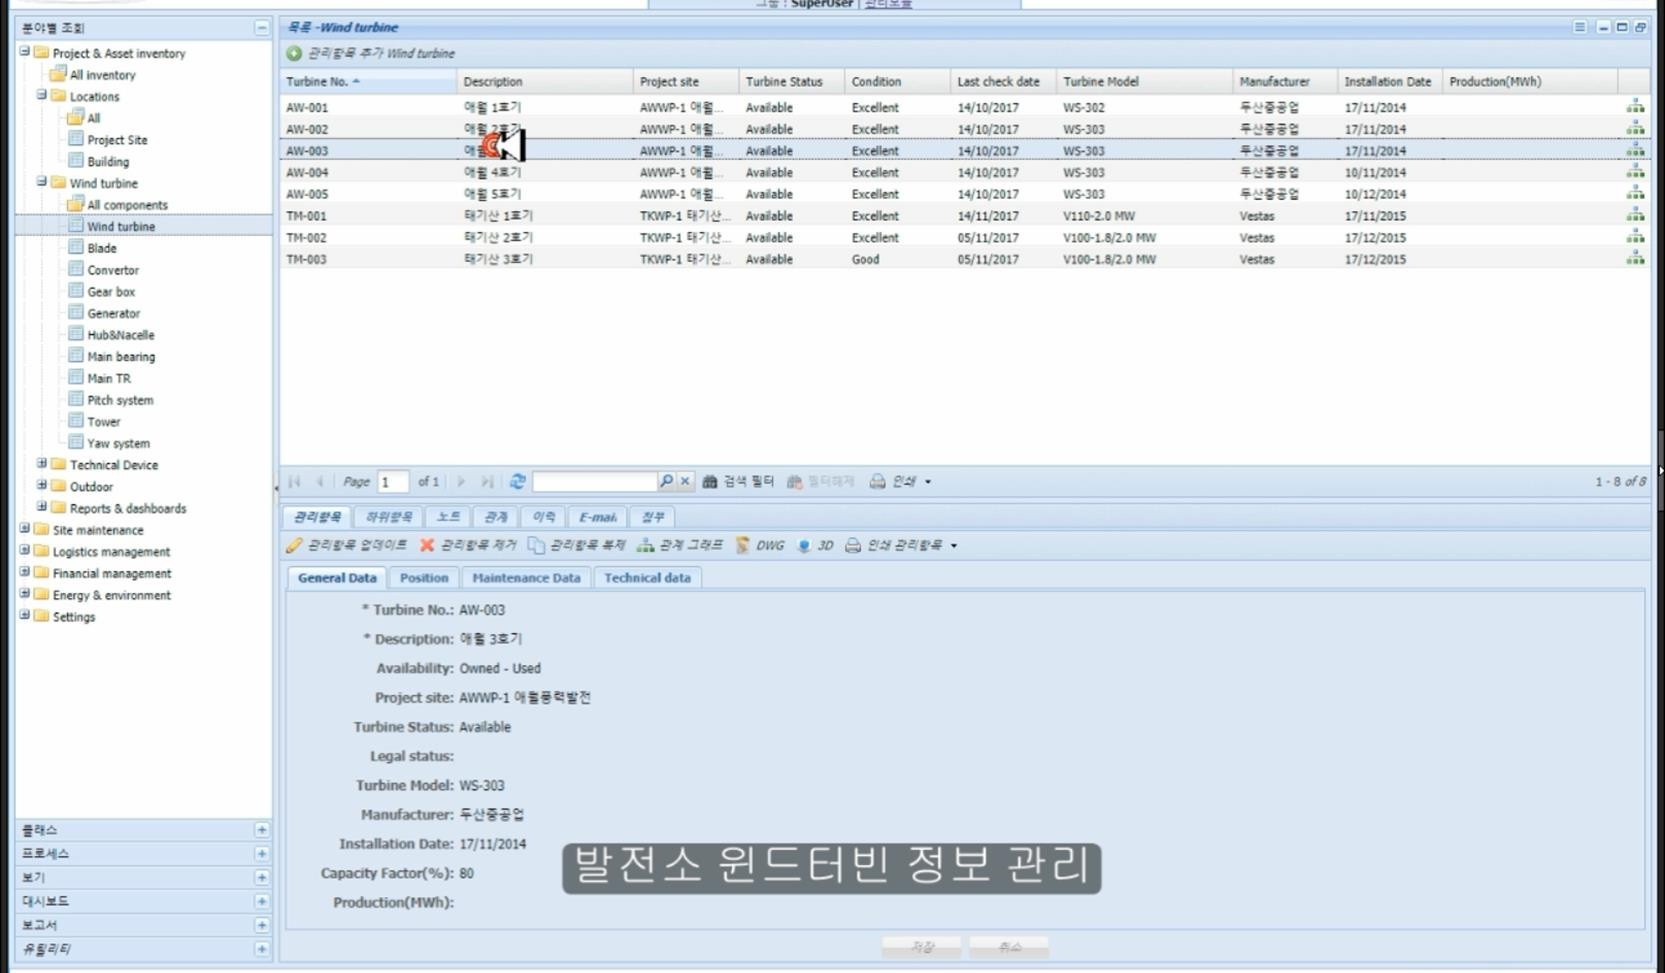 그룹 : SuperUser | 관리모듈
분야별 조회
Project & Asset inventory
All inventory
Locations
All
Project Site
Building
Wind turbine
All components
Wind turbine
Blade
Convertor
Gear box
Generator
Hub&Nacelle
Main bearing
Main TR
Pitch system
Tower
Yaw system
Technical Device
Outdoor
Reports & dashboards
Site maintenance
Logistics management
Financial management
Energy & environment
Settings
클래스
프로세스
보기
대시보드
보고서
유틸리티
목록 -Wind turbine
관리항목 추가 Wind turbine
Turbine No. Description Project site Turbine Status Condition Last check date Turbine Model Manufacturer Installation Date Production(MWh)
AW-001 애월 1호기 AWWP-1 애월... Available Excellent 14/10/2017 WS-302 두산중공업 17/11/2014
AW-002 애월 2호기 AWWP-1 애월... Available Excellent 14/10/2017 WS-303 두산중공업 17/11/2014
AW-003 애 AWWP-1 애월... Available Excellent 14/10/2017 WS-303 두산중공업 17/11/2014
AW-004 애월 4호기 AWWP-1 애월... Available Excellent 14/10/2017 WS-303 두산중공업 10/11/2014
AW-005 애월 5호기 AWWP-1 애월... Available Excellent 14/10/2017 WS-303 두산중공업 10/12/2014
TM-001 태기산 1호기 TKWP-1 태기산... Available Excellent 14/11/2017 V110-2.0 MW Vestas 17/11/2015
TM-002 태기산 2호기 TKWP-1 태기산... Available Excellent 05/11/2017 V100-1.8/2.0 MW Vestas 17/12/2015
TM-003 태기산 3호기 TKWP-1 태기산... Available Good 05/11/2017 V100-1.8/2.0 MW Vestas 17/12/2015
Page 1 of 1 검색 필터 필터해제 인쇄 1 - 8 of 8
관리항목 하위항목 노트 관계 이력 E-mail 첨부
관리항목 업데이트 관리항목 제거 관리항목 복제 관계 그래프 DWG 3D 인쇄 관리항목
General Data Position Maintenance Data Technical data
* Turbine No.: AW-003
* Description: 애월 3호기
Availability: Owned - Used
Project site: AWWP-1 애월풍력발전
Turbine Status: Available
Legal status:
Turbine Model: WS-303
Manufacturer: 두산중공업
Installation Date: 17/11/2014
Capacity Factor(%): 80
Production(MWh):
발전소 윈드터빈 정보 관리
저장 취소